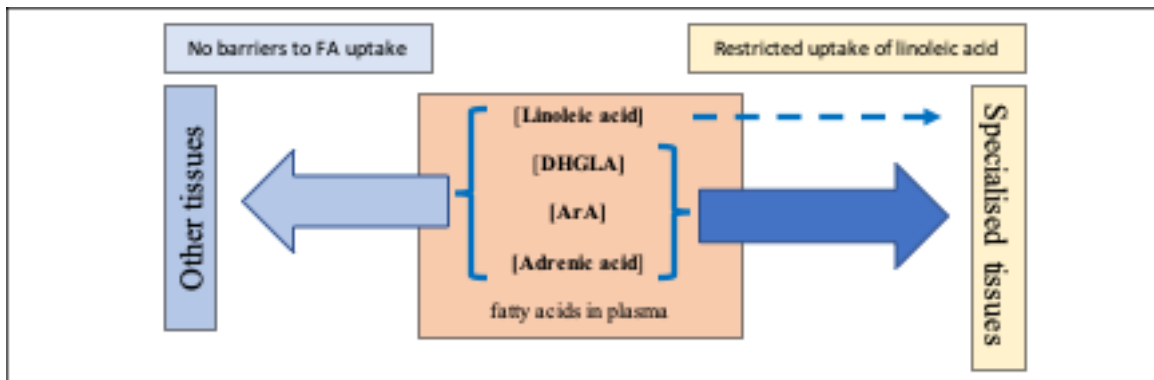 No barriers to FA uptake
Restricted uptake of linoleic acid
Other tissues
[Linoleic acid]
[DHGLA]
[ArA]
[Adrenic acid]
fatty acids in plasma
Specialised tissues